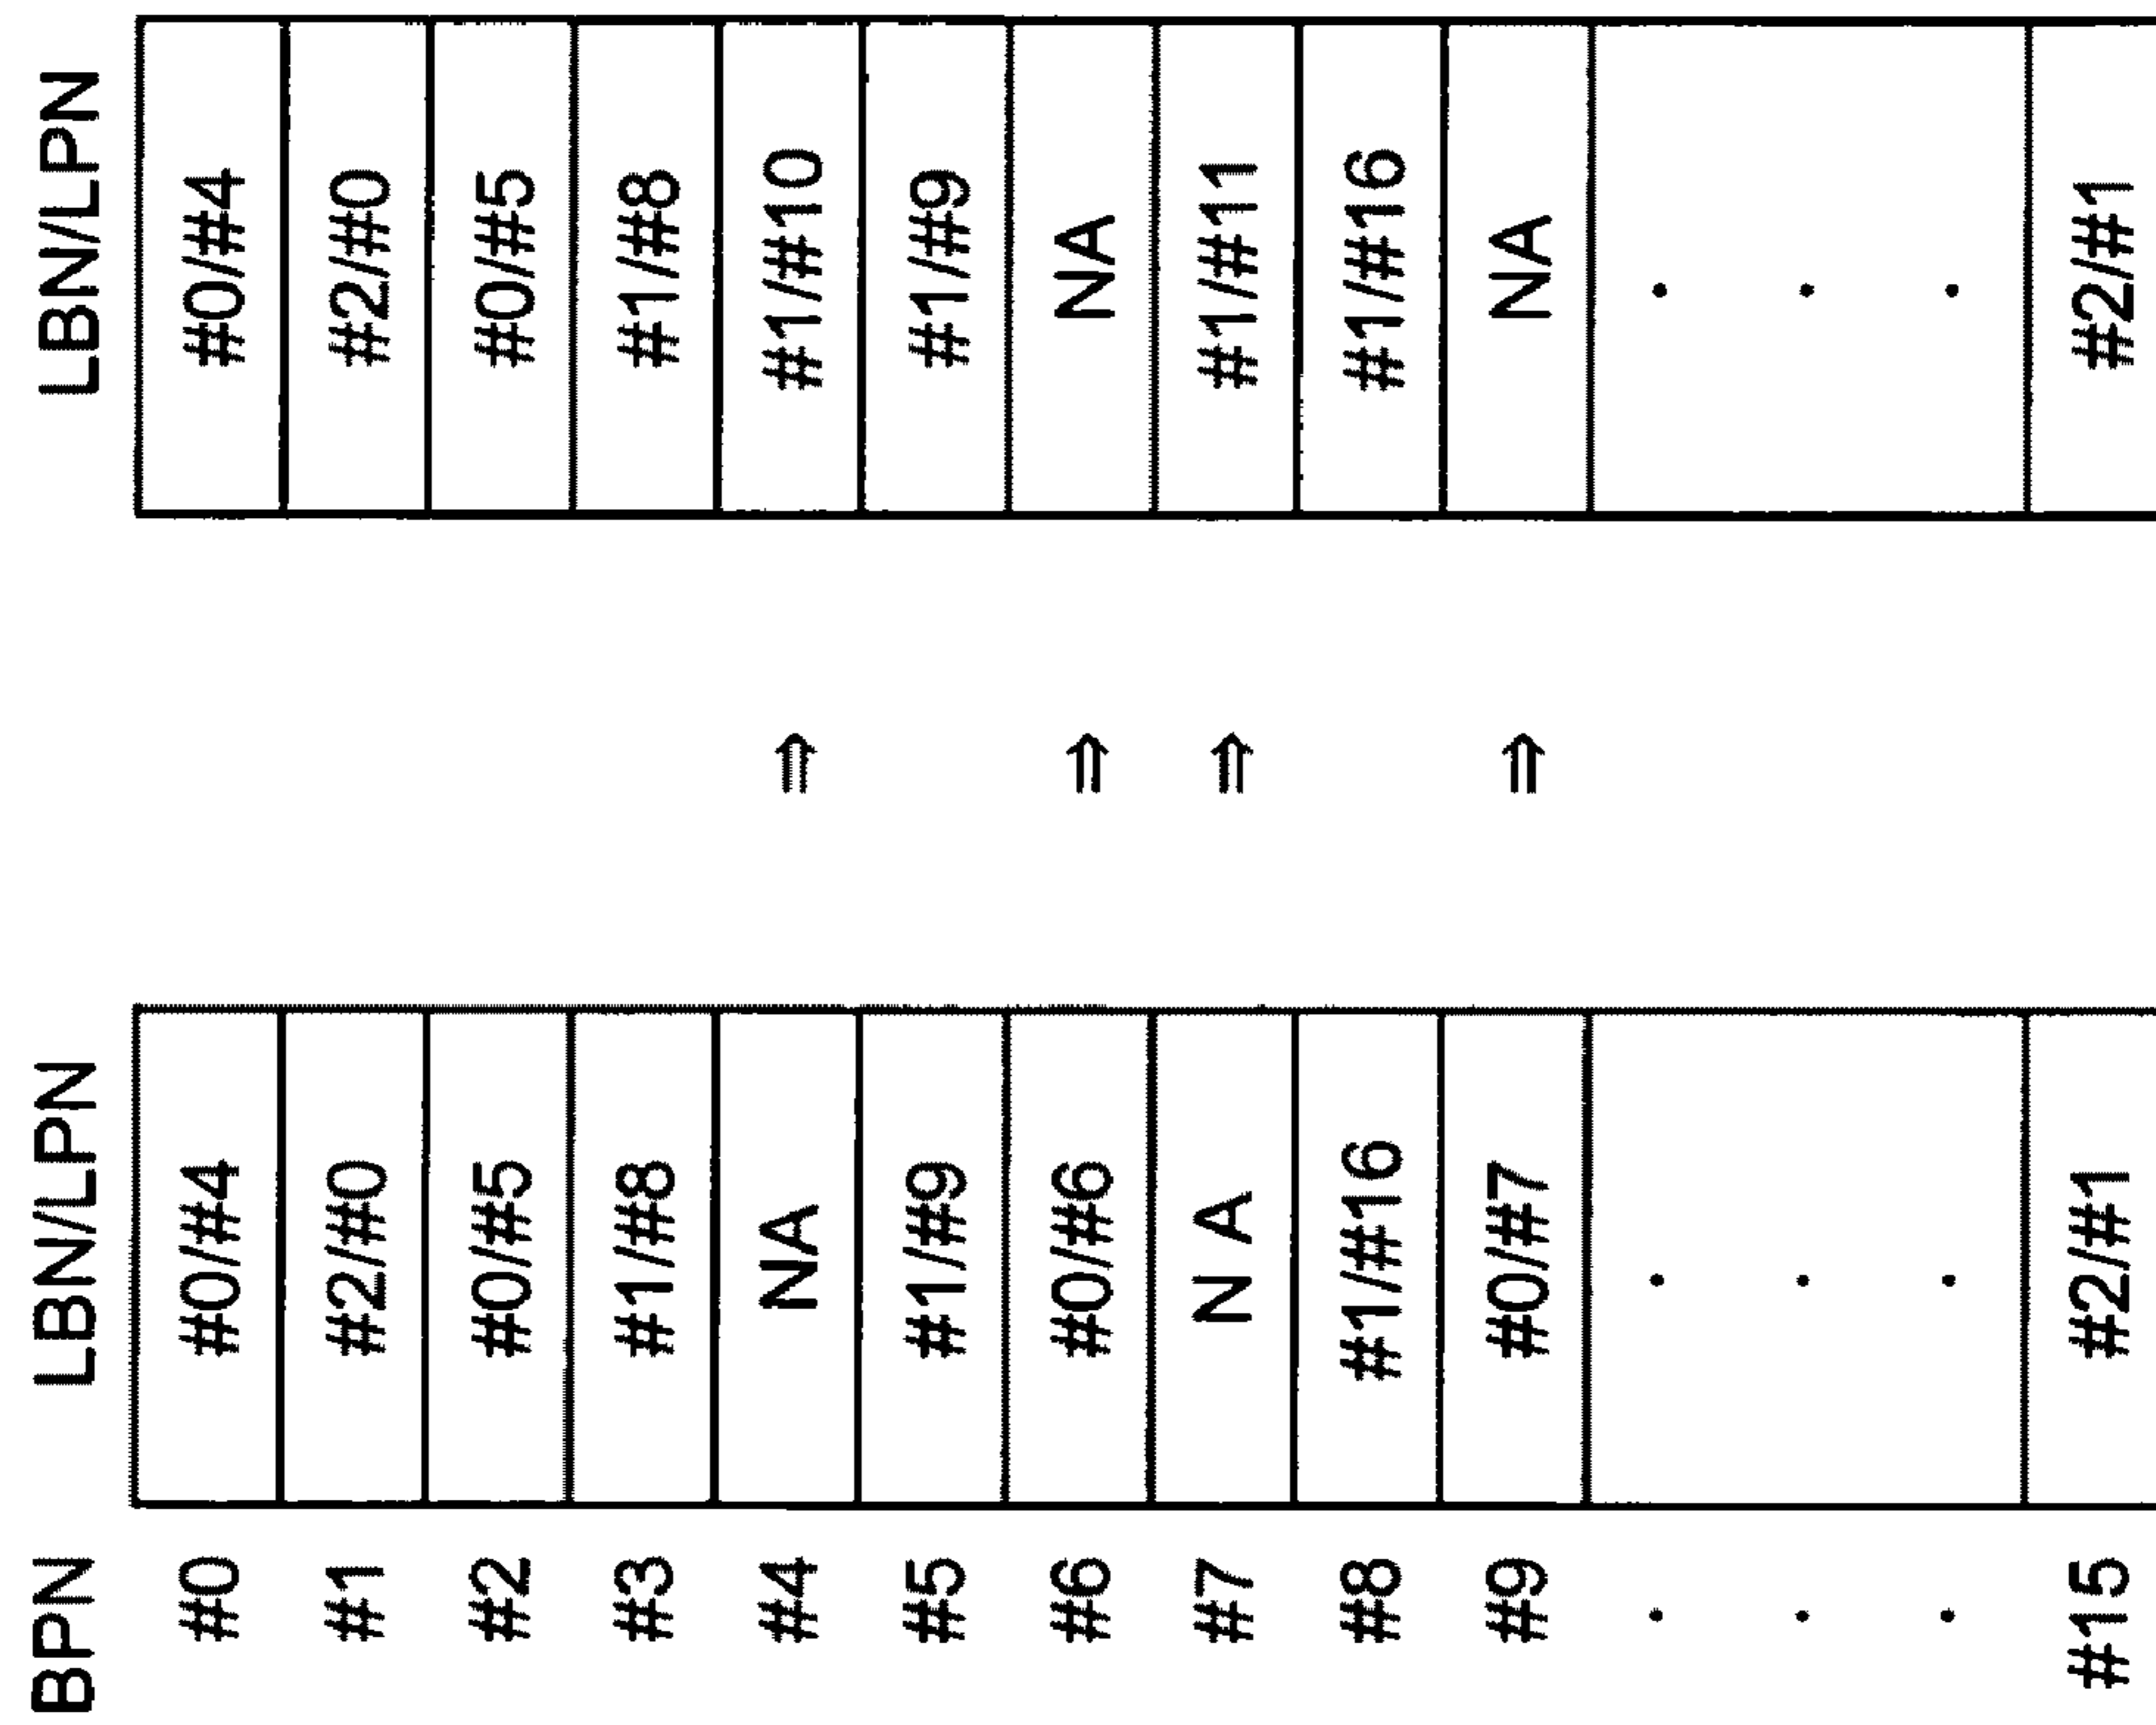 BPN LBN/LPN LBN/LPN
#0 #0/#4 #0/#4
#1 #2/#0 #2/#0
#2 #0/#5 #0/#5
#3 #1/#8 #1/#8
#4 NA ⇒ #1/#10
#5 #1/#9 #1/#9
#6 #0/#6 ⇒ NA
#7 N A ⇒ #1/#11
#8 #1/#16 #1/#16
#9 #0/#7 ⇒ NA
#15 #2/#1 #2/#1